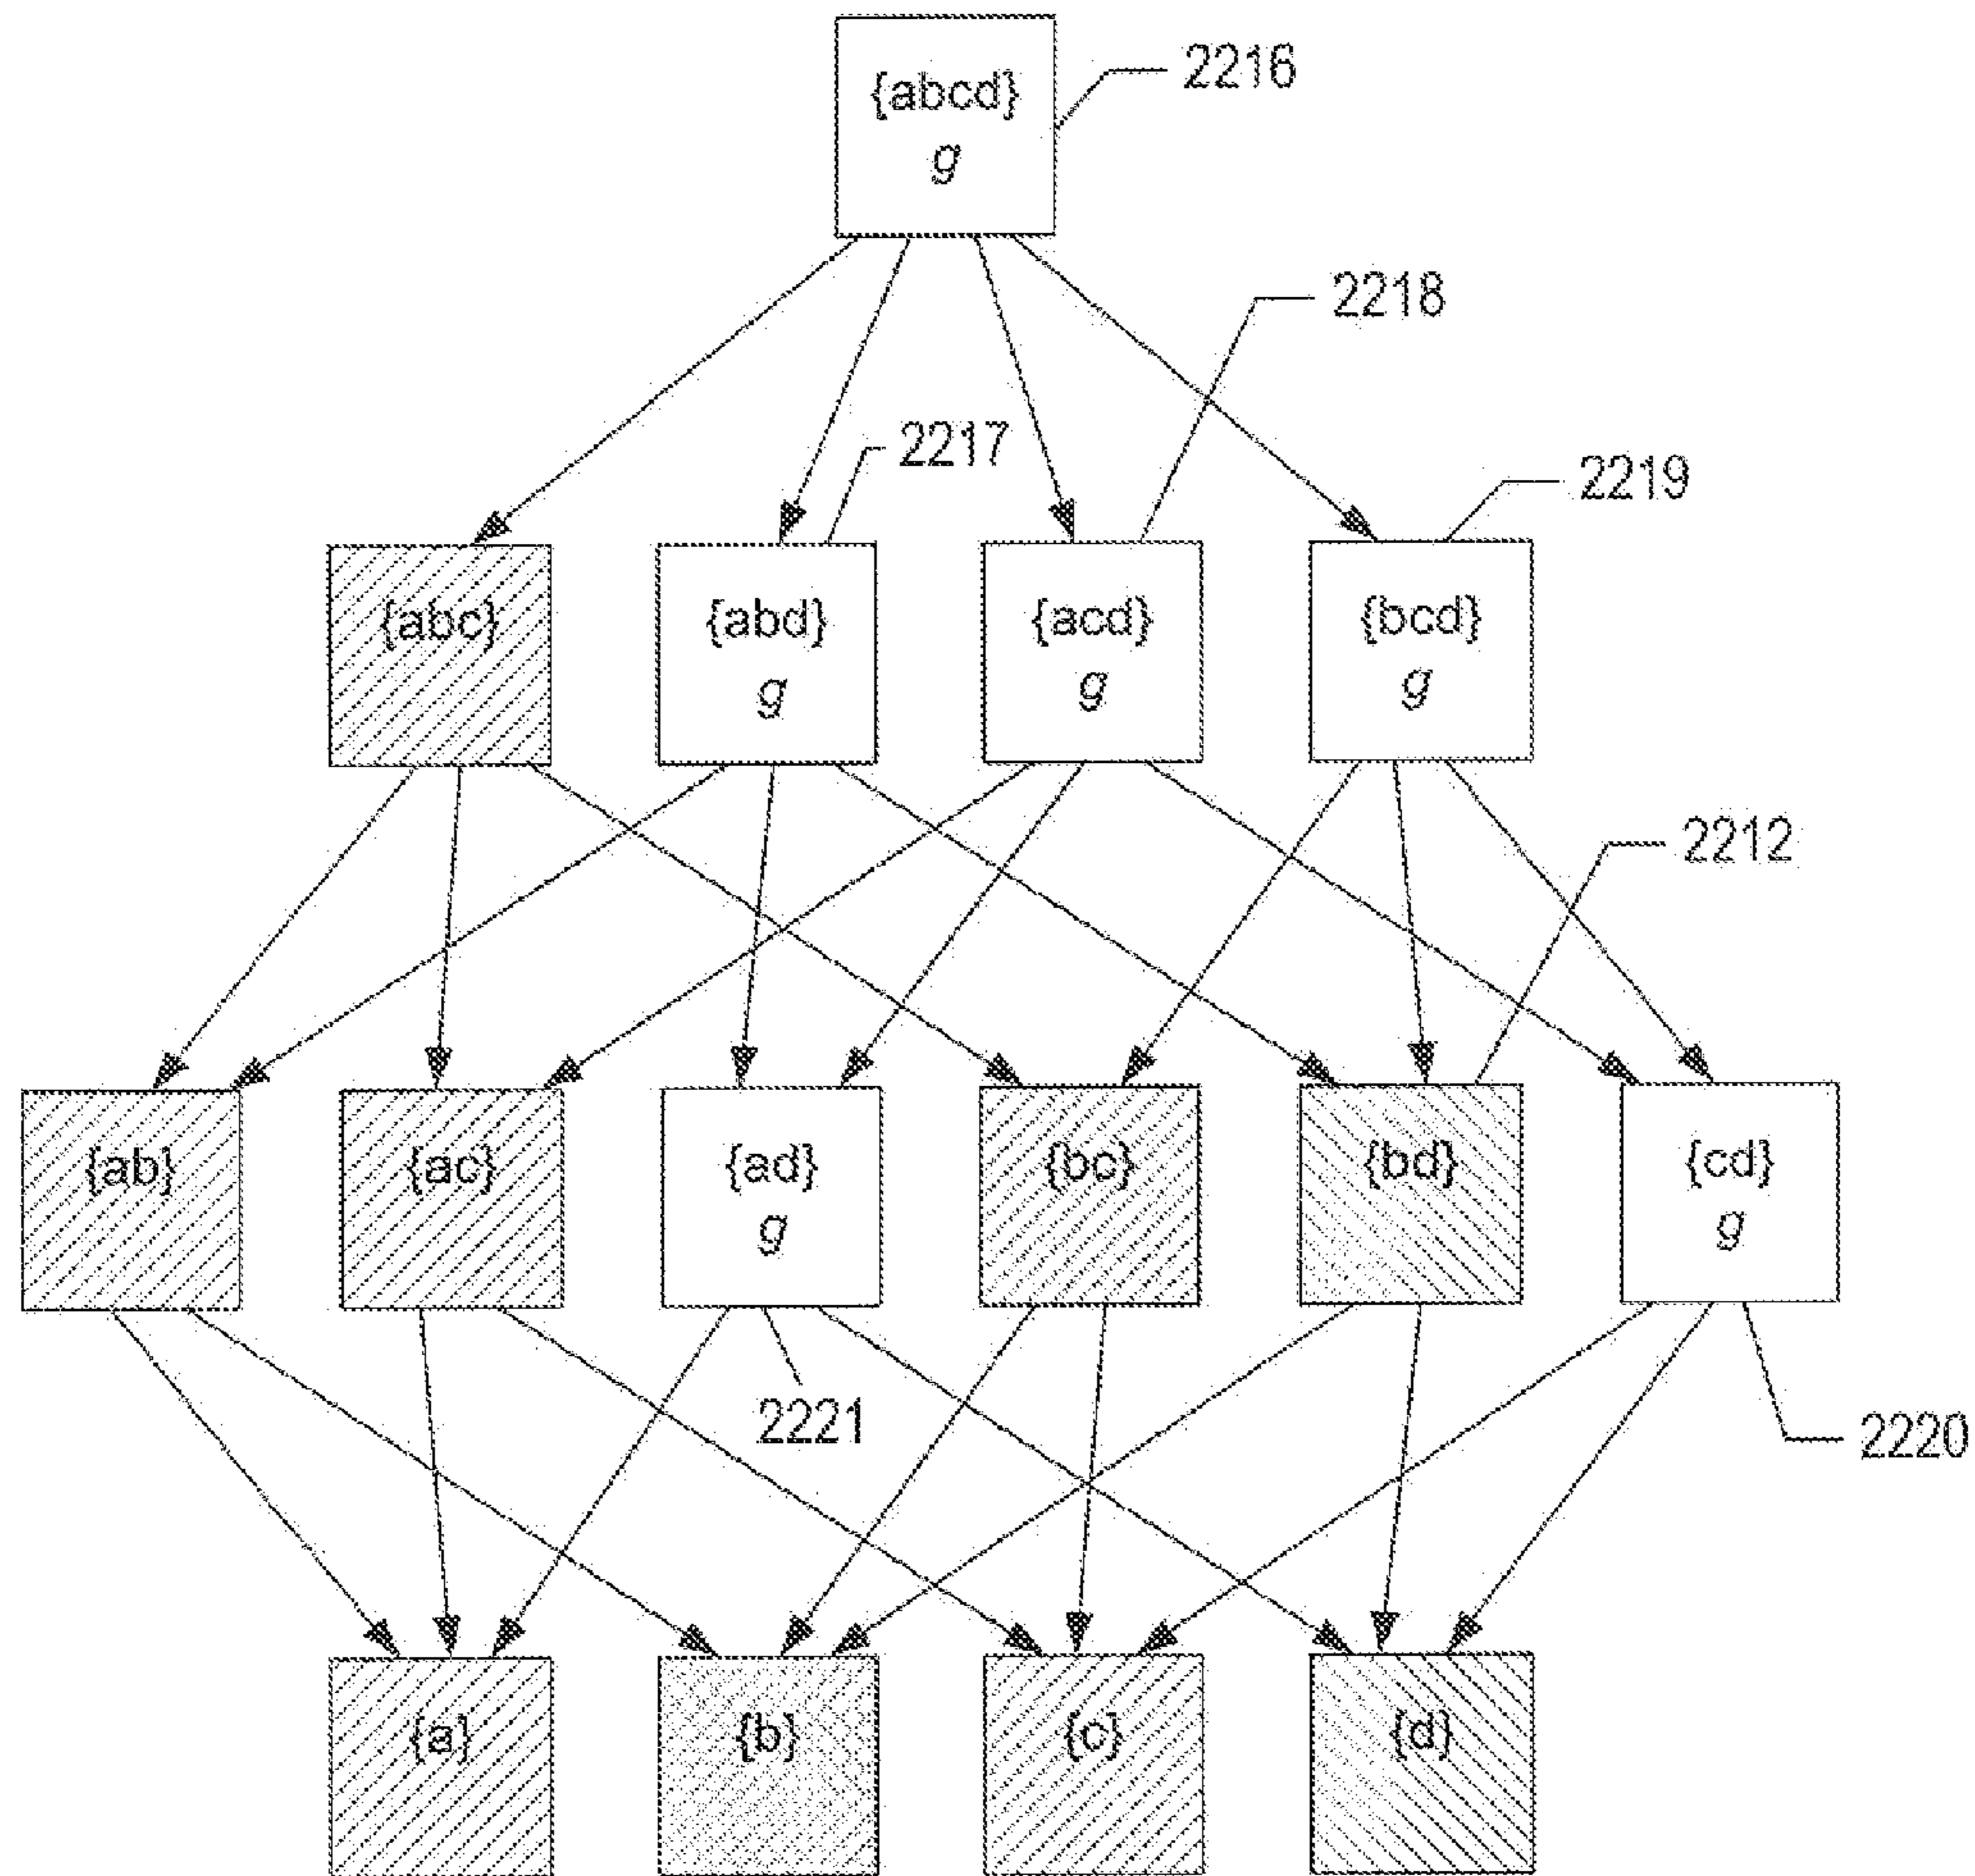 {abcd}
g
2216
2218
2217
2219
{abc}
{abd}
g
{acd}
g
{bcd}
g
2212
{ab}
{ac}
{ad}
g
{bc}
{bd}
{cd}
g
2221
2220
{a}
{b}
{c}
{d}